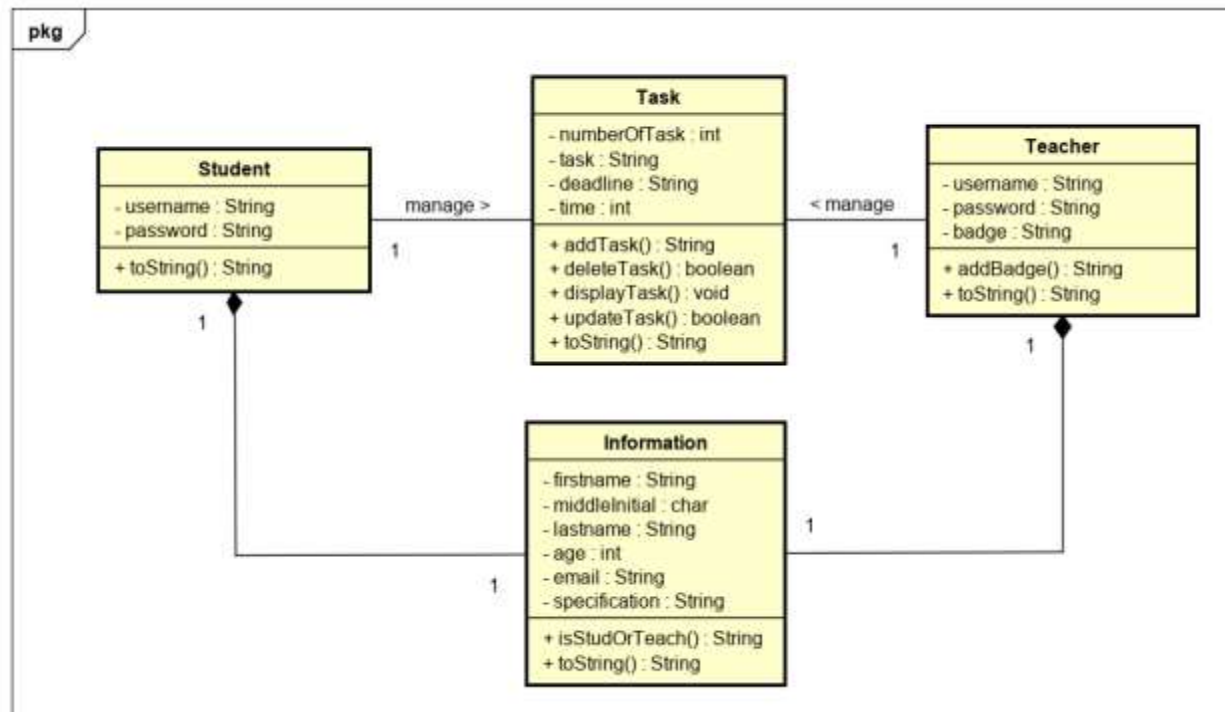 pkg
Task
- numberOfTask : int
- task : String
- deadline : String
- time : int
+ addTask() : String
+ deleteTask() : boolean
+ displayTask() : void
+ updateTask() : boolean
+ toString() : String
Student
- username : String
- password : String
+ toString() : String
manage >
1
1
Teacher
- username : String
- password : String
- badge : String
+ addBadge() : String
+ toString() : String
< manage
1
1
Information
- firstname : String
- middleInitial : char
- lastname : String
- age : int
- email : String
- specification : String
+ isStudOrTeach() : String
+ toString() : String
1
1